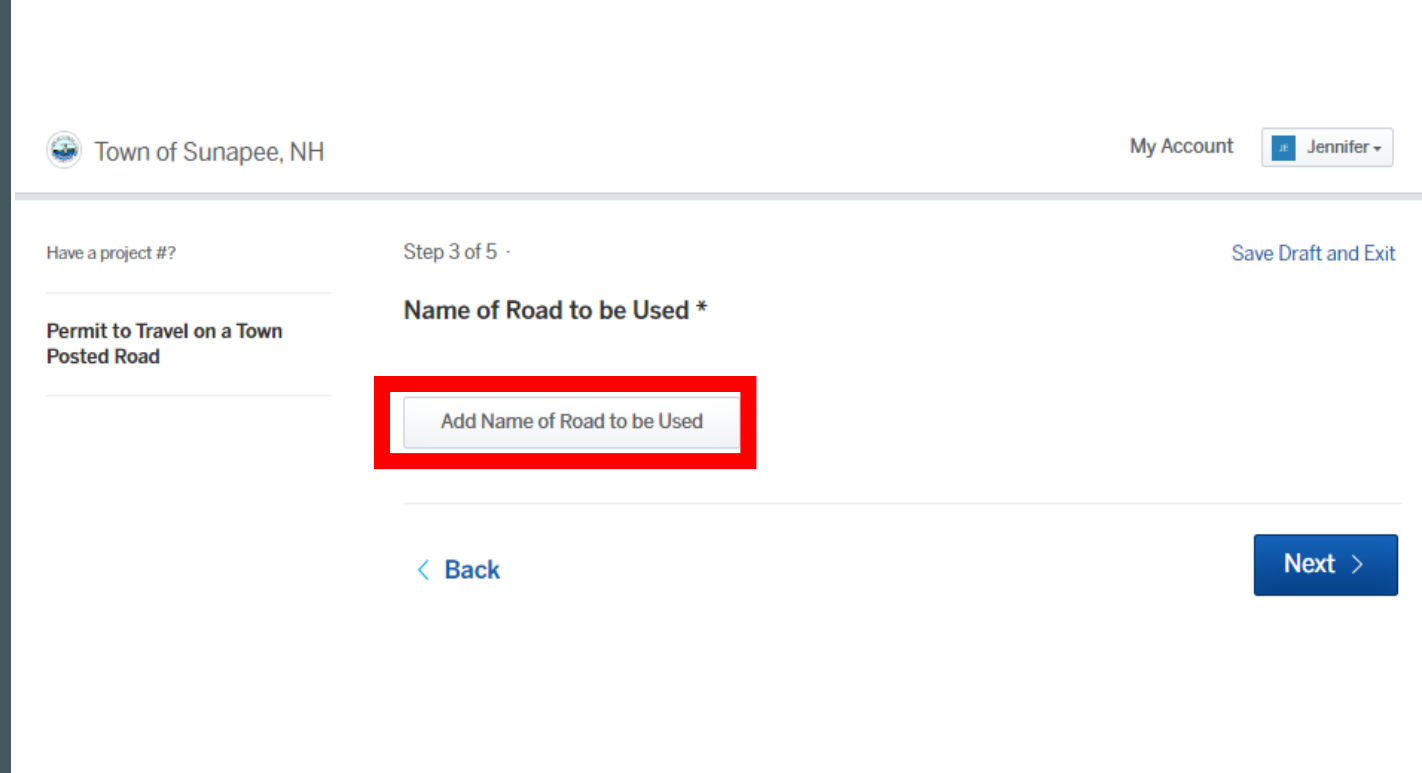 Town of Sunapee, NH
My Account
JE Jennifer
Have a project #?
Permit to Travel on a Town
Posted Road
Step 3 of 5 ·
Save Draft and Exit
Name of Road to be Used *
Add Name of Road to be Used
Back
Next